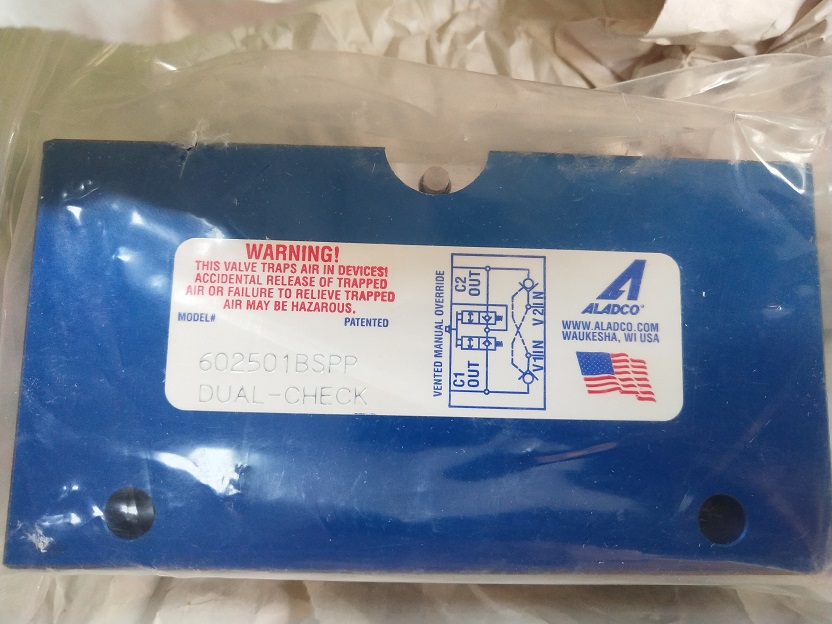 WARNING!
THIS VALVE TRAPS AIR IN DEVICES!
ACCIDENTAL RELEASE OF TRAPPED
AIR OR FAILURE TO RELIEVE TRAPPED
AIR MAY BE HAZARDOUS.
MODEL# PATENTED
602501BSPP
DUAL-CHECK
VENTED MANUAL OVERRIDE
C1 OUT
C2 OUT
V1 IN
V2 IN
ALADCO®
WWW.ALADCO.COM
WAUKESHA, WI USA